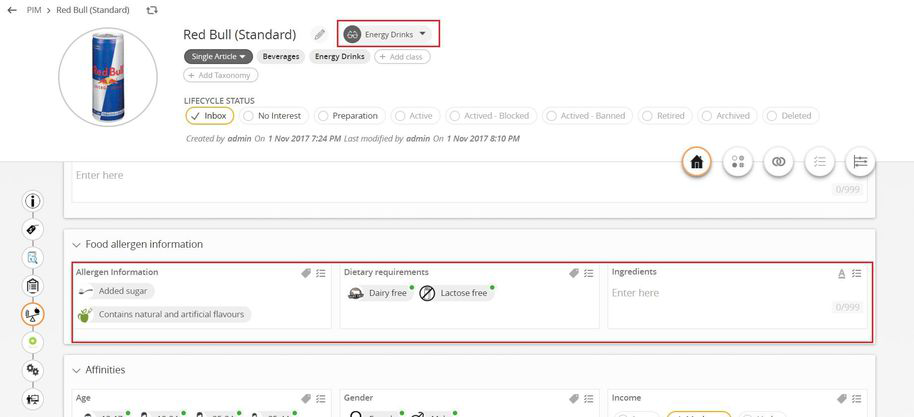 PIM > Red Bull (Standard)
Red Bull (Standard)
Energy Drinks
Red Bull
Single Article
Beverages
Energy Drinks
+ Add class
+ Add Taxonomy
LIFECYCLE STATUS
Inbox
No Interest
Preparation
Active
Actived - Blocked
Actived - Banned
Retired
Archived
Deleted
Created by admin On 1 Nov 2017 7:24 PM Last modified by admin On 1 Nov 2017 8:10 PM
Enter here
0/999
Food allergen information
Allergen Information
Added sugar
Contains natural and artificial flavours
Dietary requirements
Dairy free
Lactose free
Ingredients
A
Enter here
0/999
Affinities
Age
Gender
Income